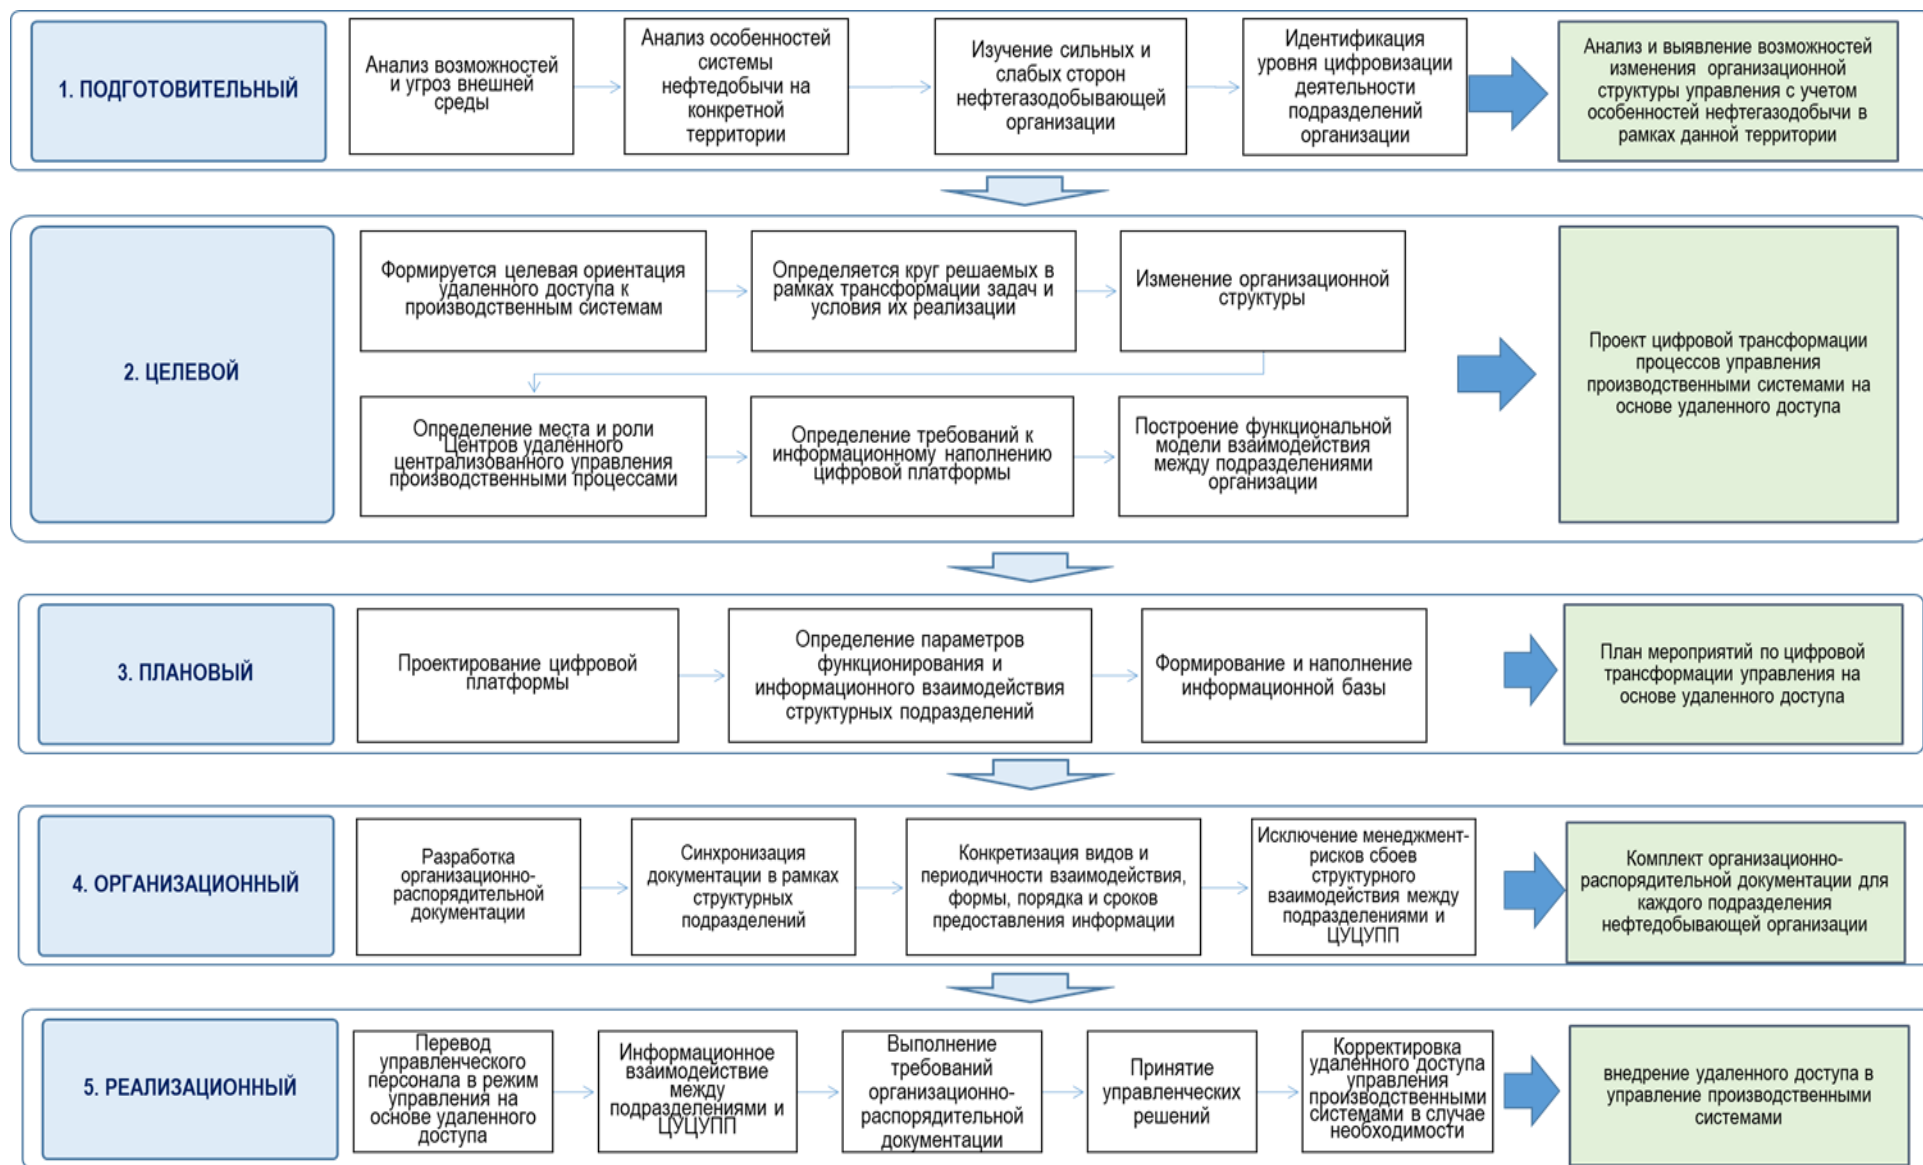 1. ПОДГОТОВИТЕЛЬНЫЙ
Анализ возможностей
и угроз внешней
среды
Анализ особенностей
системы
нефтедобычи на
конкретной
территории
Изучение сильных и
слабых сторон
нефтегазодобывающей
организации
Идентификация
уровня цифровизации
деятельности
подразделений
организации
Анализ и выявление возможностей
изменения организационной
структуры управления с учетом
особенностей нефтегазодобычи в
рамках данной территории
2. ЦЕЛЕВОЙ
Формируется целевая ориентация
удаленного доступа к
производственным системам
Определяется круг решаемых в
рамках трансформации задач и
условия их реализации
Изменение организационной
структуры
Определение места и роли
Центров удалённого
централизованного управления
производственными процессами
Определение требований к
информационному наполнению
цифровой платформы
Построение функциональной
модели взаимодействия
между подразделениями
организации
Проект цифровой трансформации
процессов управления
производственными системами на
основе удаленного доступа
3. ПЛАНОВЫЙ
Проектирование цифровой
платформы
Определение параметров
функционирования и
информационного взаимодействия
структурных подразделений
Формирование и наполнение
информационной базы
План мероприятий по цифровой
трансформации управления на
основе удаленного доступа
4. ОРГАНИЗАЦИОННЫЙ
Разработка
организационно-
распорядительной
документации
Синхронизация
документации в рамках
структурных
подразделений
Конкретизация видов и
периодичности взаимодействия,
формы, порядка и сроков
предоставления информации
Исключение менеджмент-
рисков сбоев
структурного
взаимодействия между
подразделениями и
ЦУЦУПП
Комплект организационно-
распорядительной документации для
каждого подразделения
нефтедобывающей организации
5. РЕАЛИЗАЦИОННЫЙ
Перевод
управленческого
персонала в режим
управления на
основе удаленного
доступа
Информационное
взаимодействие
между
подразделениями и
ЦУЦУПП
Выполнение
требований
организационно-
распорядительной
документации
Принятие
управленческих
решений
Корректировка
удаленного доступа
управления
производственными
системами в случае
необходимости
внедрение удаленного доступа в
управление производственными
системами